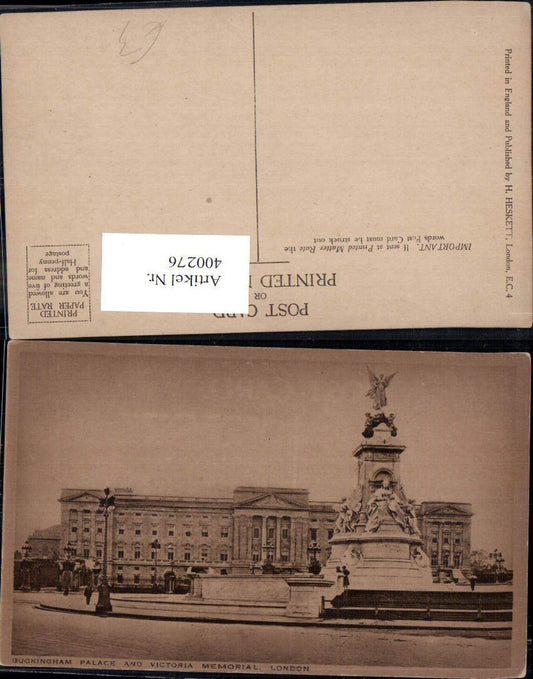 POST CARD
OR
PRINTED
IMPORTANT. If sent at Printed Matter Rate the
words Post Card must be struck out
PRINTED
PAPER RATE
You are allowed
a greeting of five
words and name
and address for
Half-penny
postage
Artikel Nr.
400276
Printed in England and Published by H. HESKETT, London, E.C. 4
BUCKINGHAM PALACE AND VICTORIA MEMORIAL, LONDON